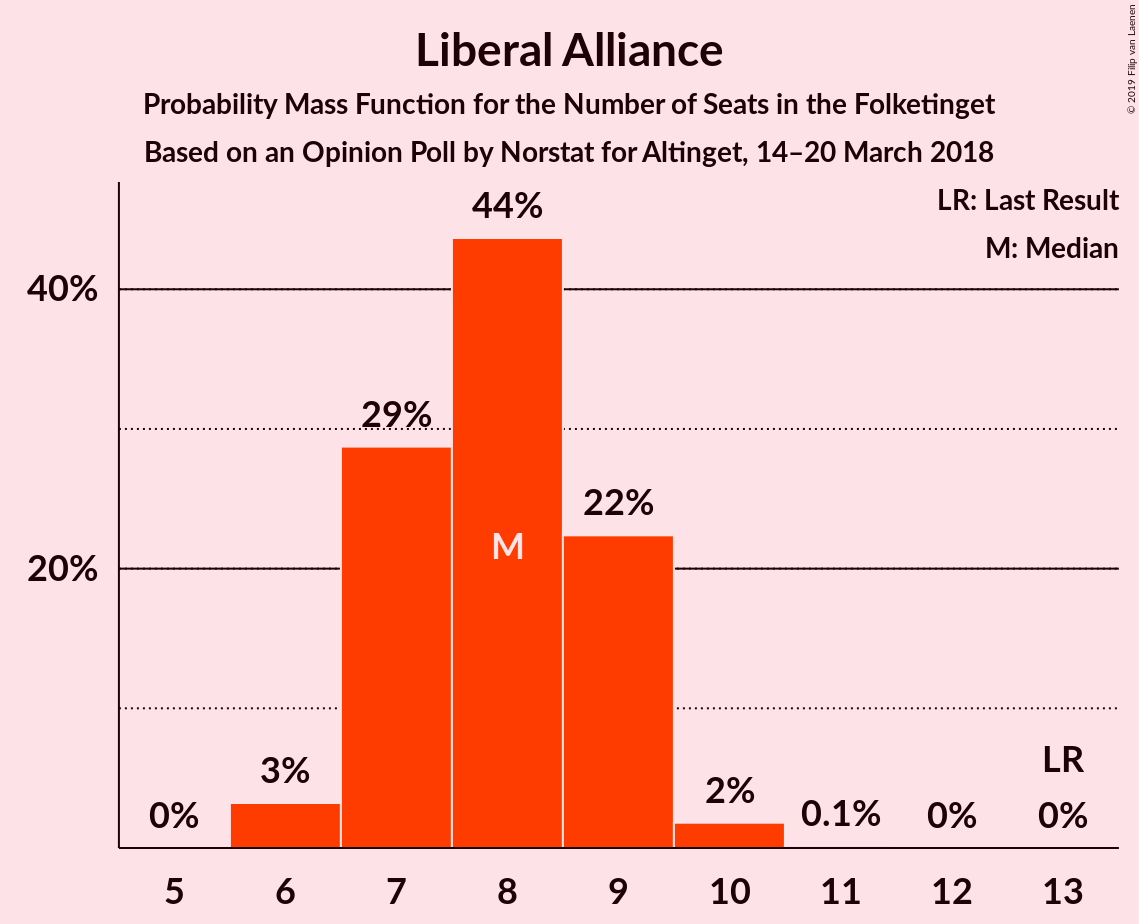 Liberal Alliance
Probability Mass Function for the Number of Seats in the Folketinget
Based on an Opinion Poll by Norstat for Altinget, 14–20 March 2018
© 2019 Filip van Laenen
LR: Last Result
M: Median
40%
20%
0%
3%
29%
44%
M
22%
2%
0.1%
0%
LR
0%
5 6 7 8 9 10 11 12 13